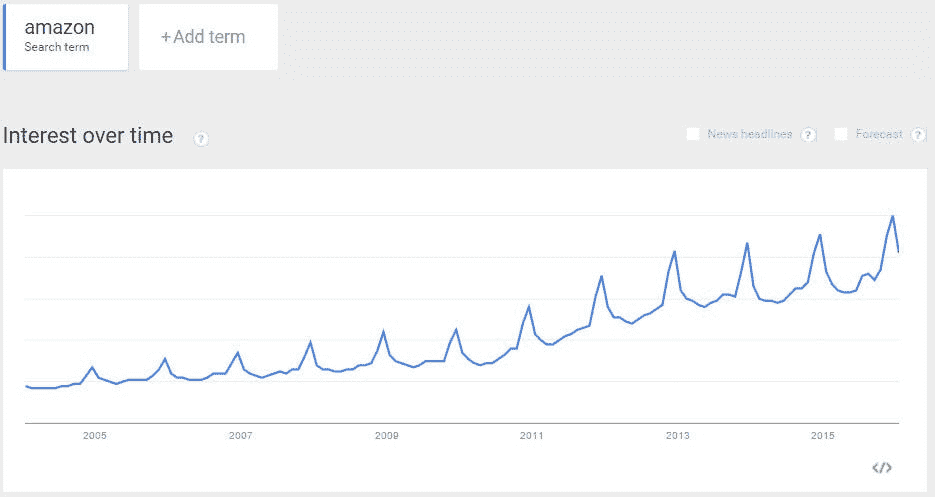 amazon
Search term
+Add term
Interest over time ?
News headlines ? Forecast ?
2005 2007 2009 2011 2013 2015
</>